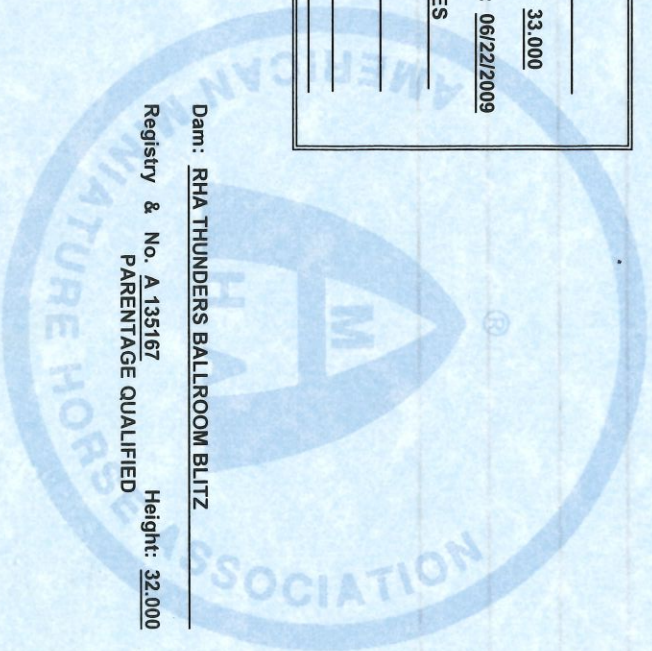 33.000
: 06/22/2009
ES
Dam: RHA THUNDERS BALLROOM BLITZ
Registry & No. A 135167 Height: 32.000
PARENTAGE QUALIFIED
AMERICAN MINIATURE HORSE ASSOCIATION
A M H A
®